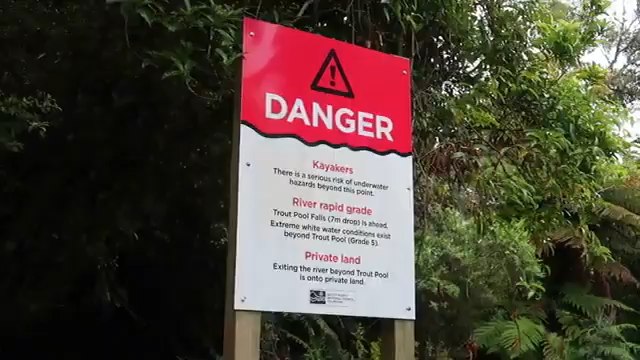 DANGER
Kayakers
There is a serious risk of underwater
hazards beyond this point.
River rapid grade
Trout Pool Falls (7m drop) is ahead.
Extreme white water conditions exist
beyond Trout Pool (Grade 5).
Private land
Exiting the river beyond Trout Pool
is onto private land.